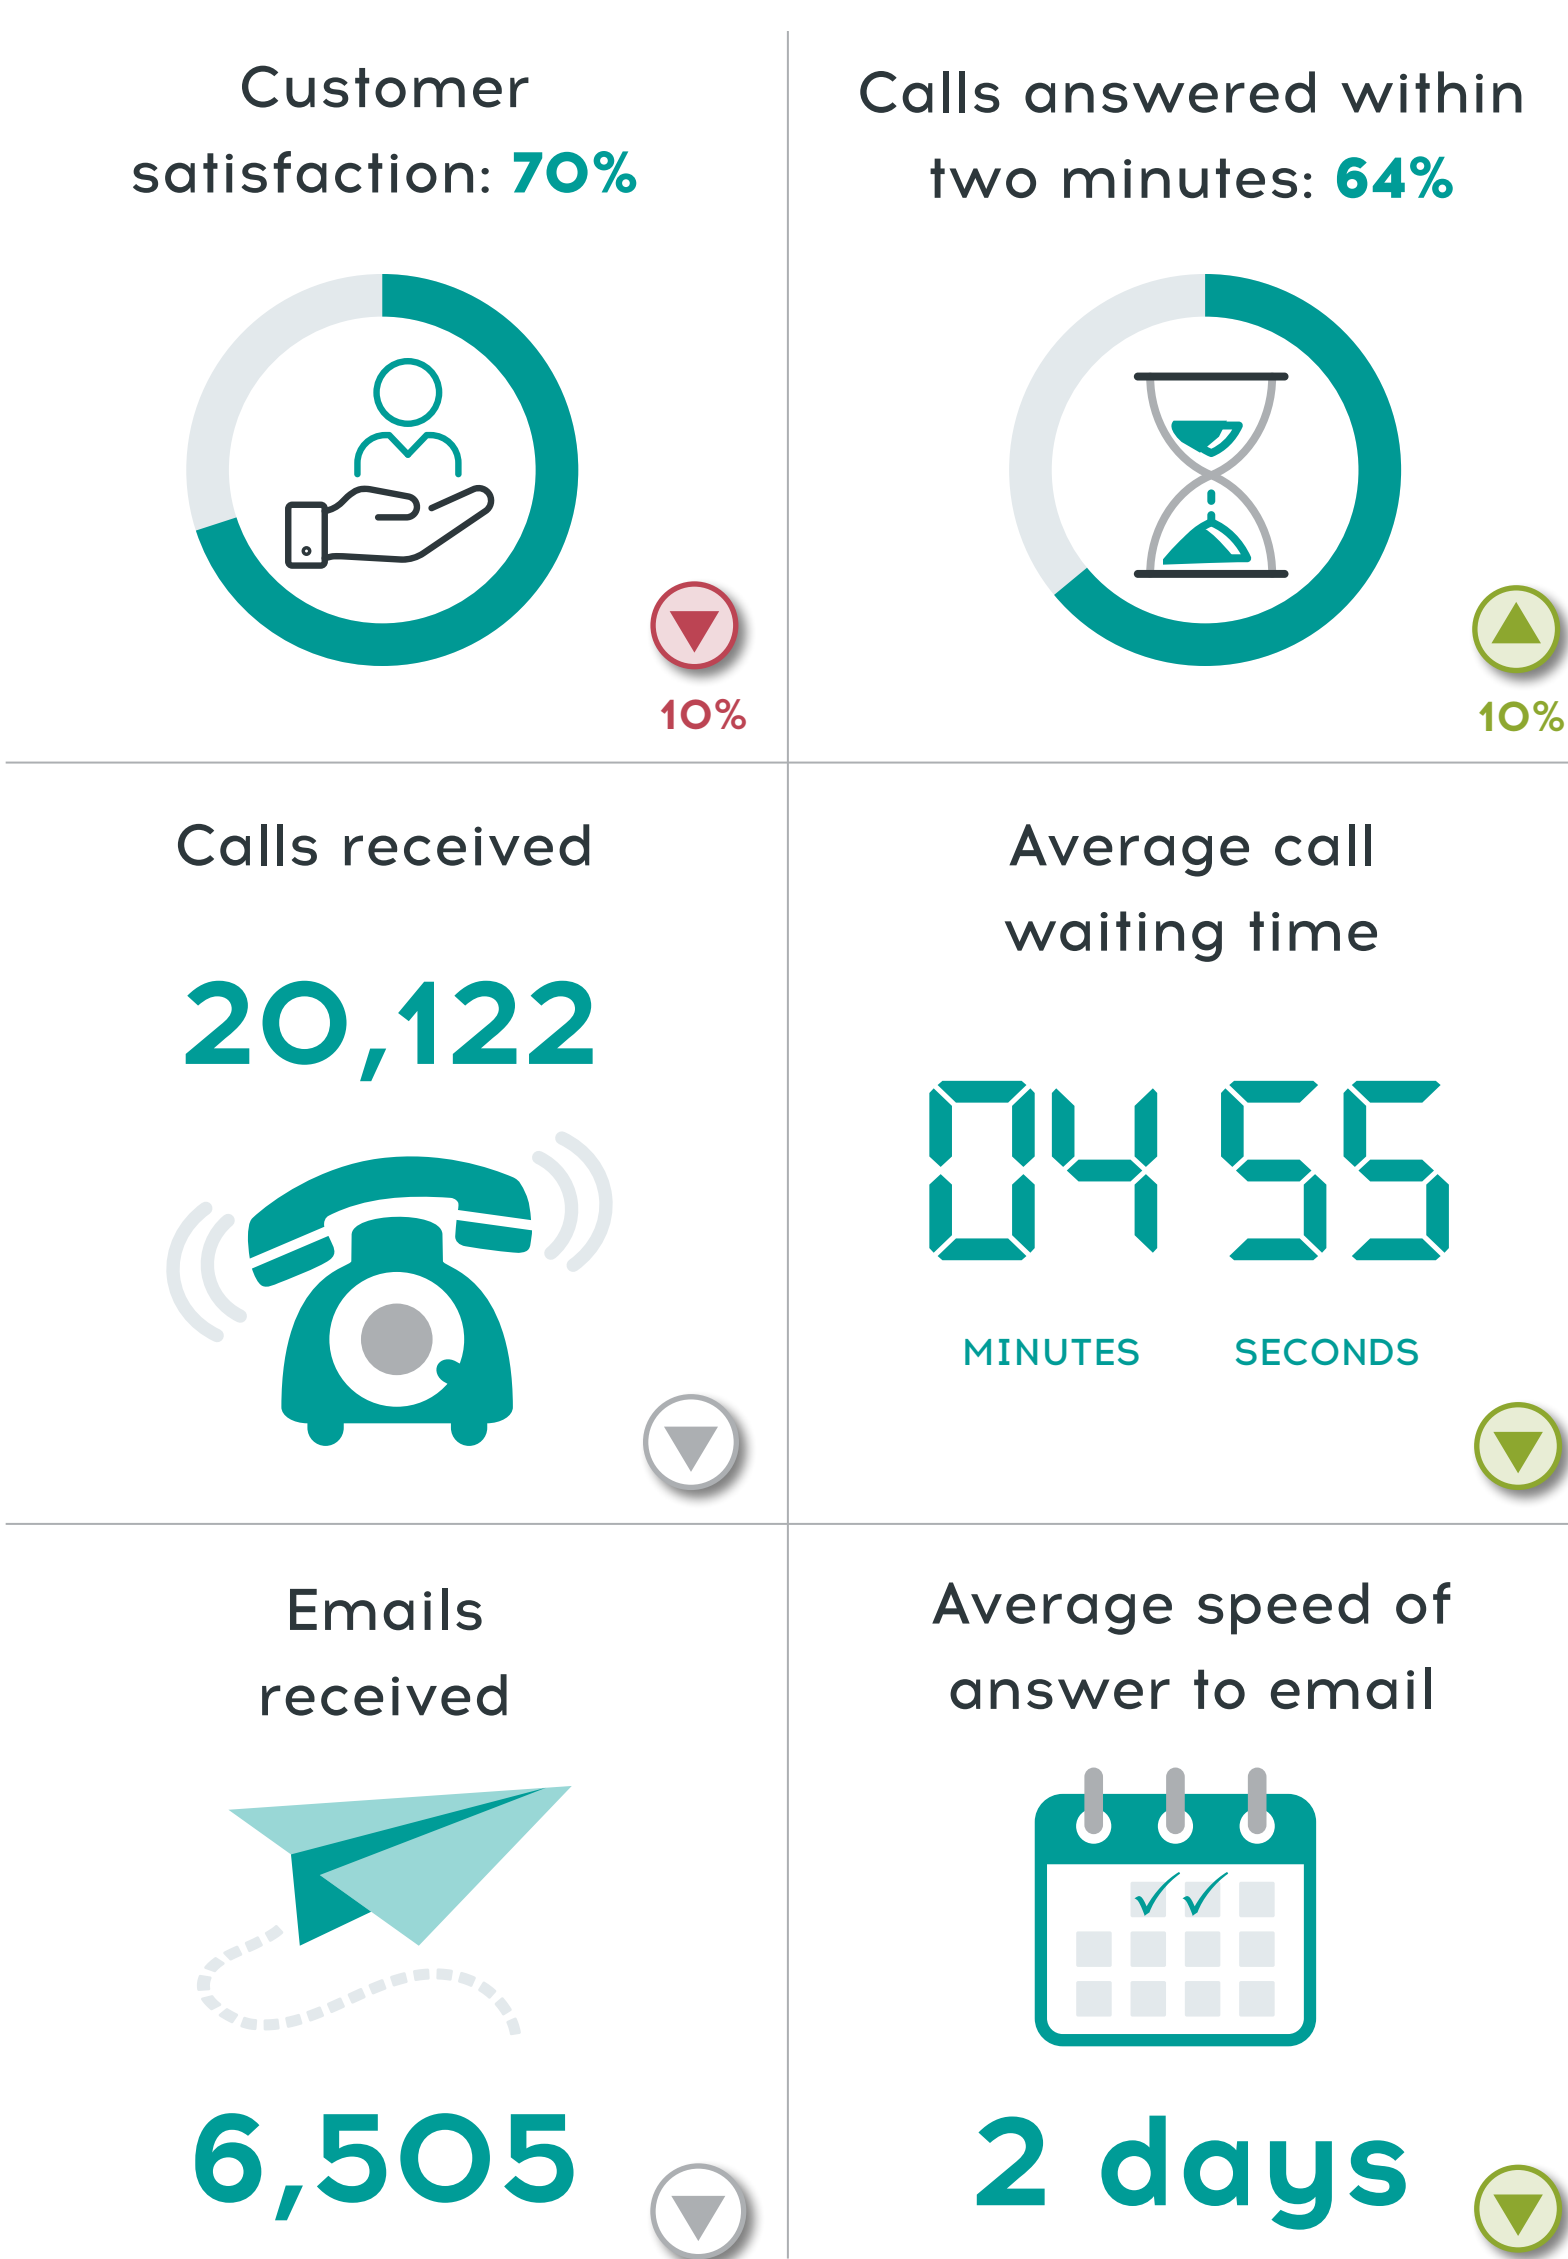 Customer
satisfaction: 70%
10%
Calls answered within
two minutes: 64%
10%
Calls received
20,122
Average call
waiting time
04 55
MINUTES SECONDS
Emails
received
6,505
Average speed of
answer to email
2 days